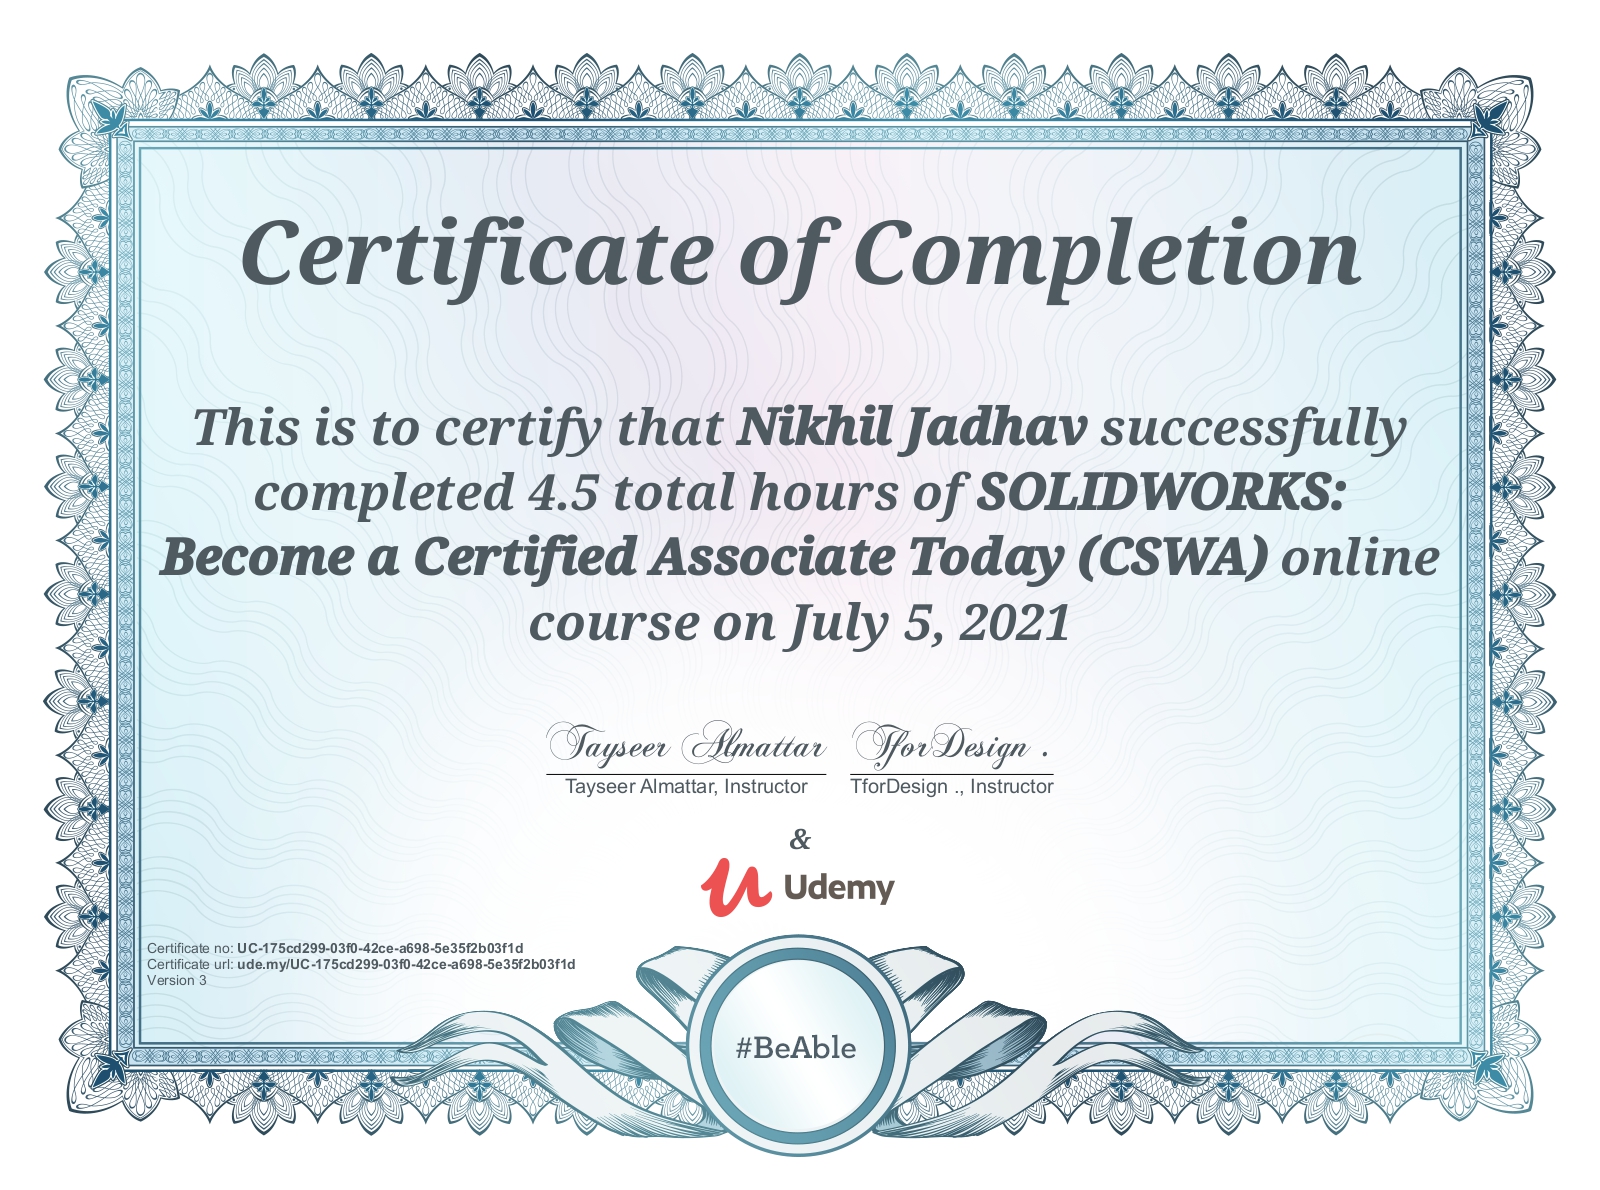 Certificate of Completion
This is to certify that Nikhil Jadhav successfully
completed 4.5 total hours of SOLIDWORKS:
Become a Certified Associate Today (CSWA) online
course on July 5, 2021
Tayseer Almattar TforDesign .
Tayseer Almattar, Instructor TforDesign ., Instructor
&
Udemy
Certificate no: UC-175cd299-03f0-42ce-a698-5e35f2b03f1d
Certificate url: ude.my/UC-175cd299-03f0-42ce-a698-5e35f2b03f1d
Version 3
#BeAble